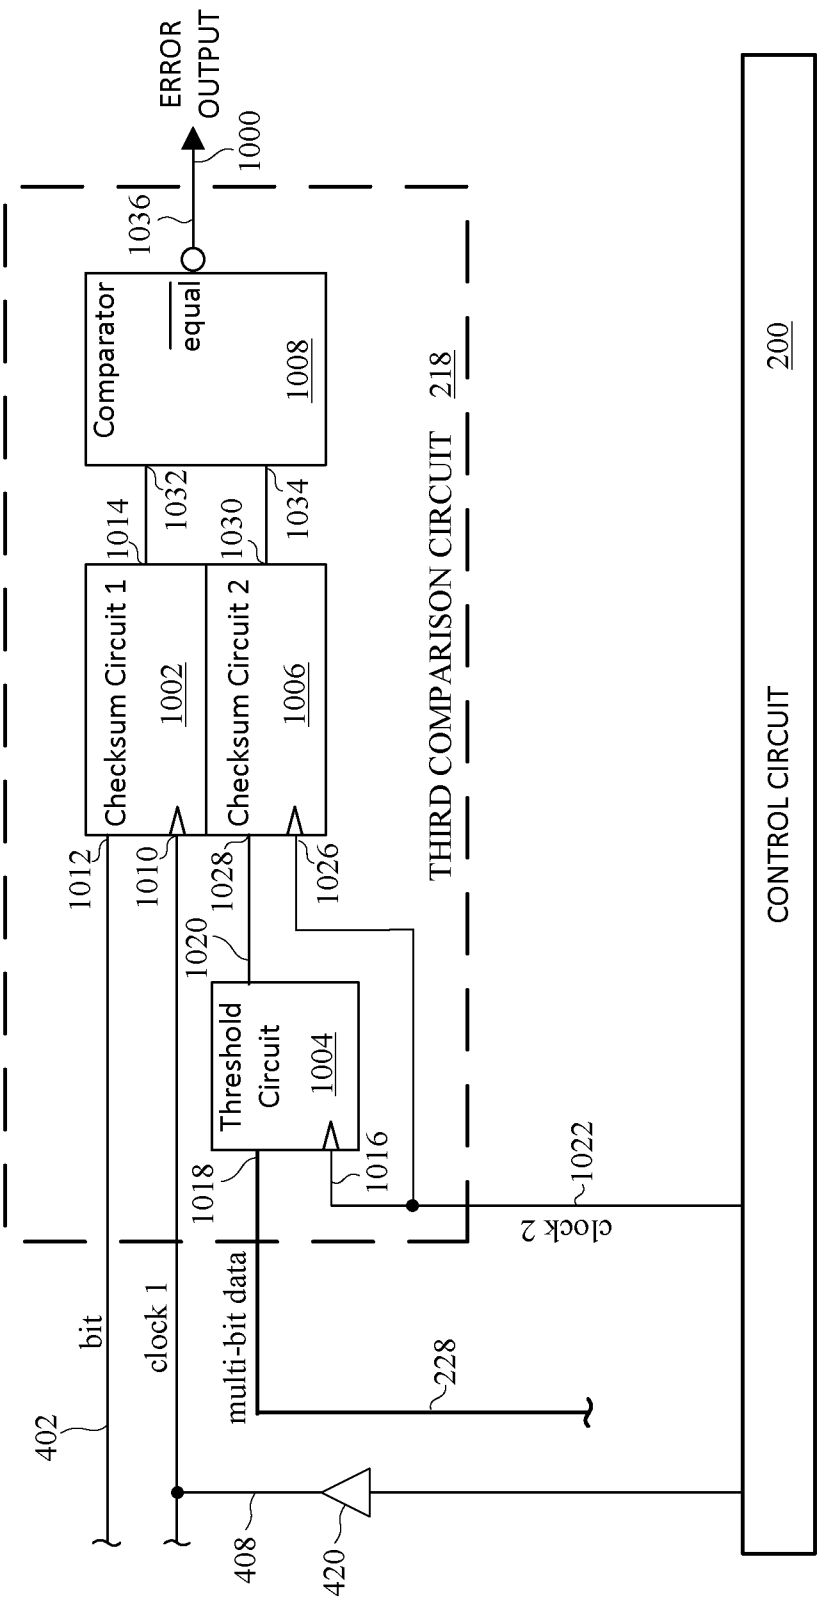 ERROR
OUTPUT
1000
1036
Comparator
equal
1008
1032
1034
1014
1030
Checksum Circuit 1
1002
Checksum Circuit 2
1006
1012
1010
1028
1026
1020
Threshold
Circuit
1004
1018
1016
THIRD COMPARISON CIRCUIT 218
bit
402
clock 1
multi-bit data
228
408
420
clock 2
1022
CONTROL CIRCUIT
200